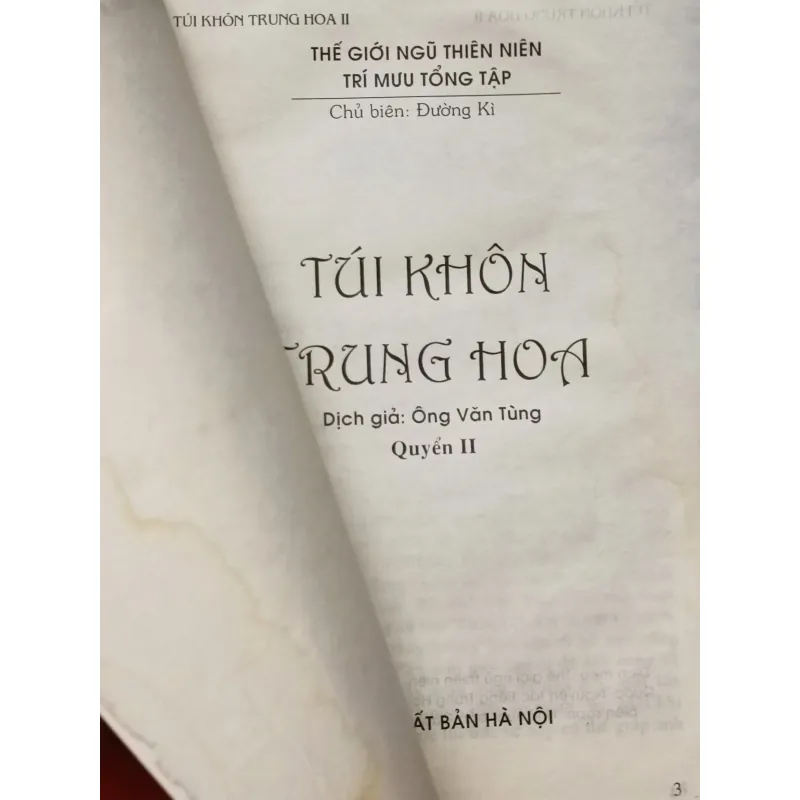 TÚI KHÔN TRUNG HOA II
THẾ GIỚI NGŨ THIÊN NIÊN
TRÍ MƯU TỔNG TẬP
Chủ biên: Đường Kì
TÚI KHÔN
TRUNG HOA
Dịch giả: Ông Văn Tùng
Quyển II
ẤT BẢN HÀ NỘI
3